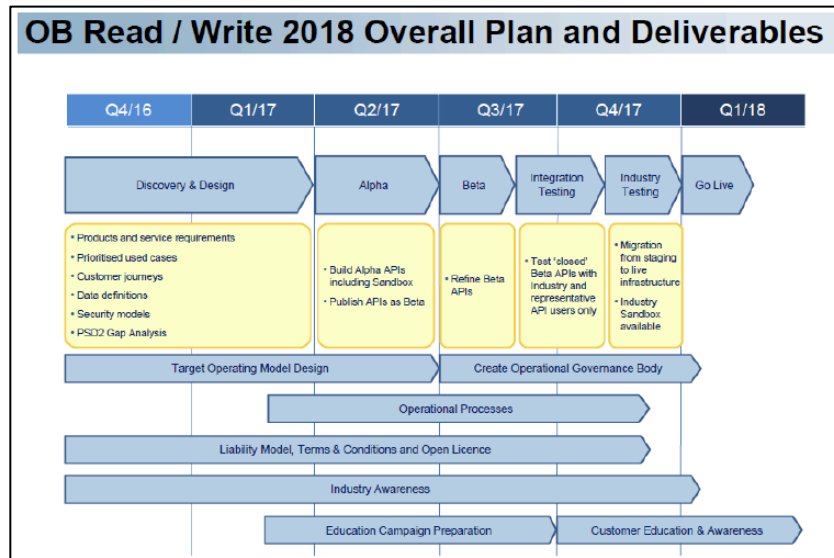 OB Read / Write 2018 Overall Plan and Deliverables
Q4/16
Q1/17
Q2/17
Q3/17
Q4/17
Q1/18
Discovery & Design
Alpha
Beta
Integration
Testing
Industry
Testing
Go Live
• Products and service requirements
• Prioritised used cases
• Customer journeys
• Data definitions
• Security models
• PSD2 Gap Analysis
• Build Alpha APIs
including Sandbox
• Publish APIs as Beta
• Refine Beta
APIs
• Test 'closed'
Beta APIs with
Industry and
representative
API users only
• Migration
from staging
to live
infrastructure
• Industry
Sandbox
available
Target Operating Model Design
Create Operational Governance Body
Operational Processes
Liability Model, Terms & Conditions and Open Licence
Industry Awareness
Education Campaign Preparation
Customer Education & Awareness